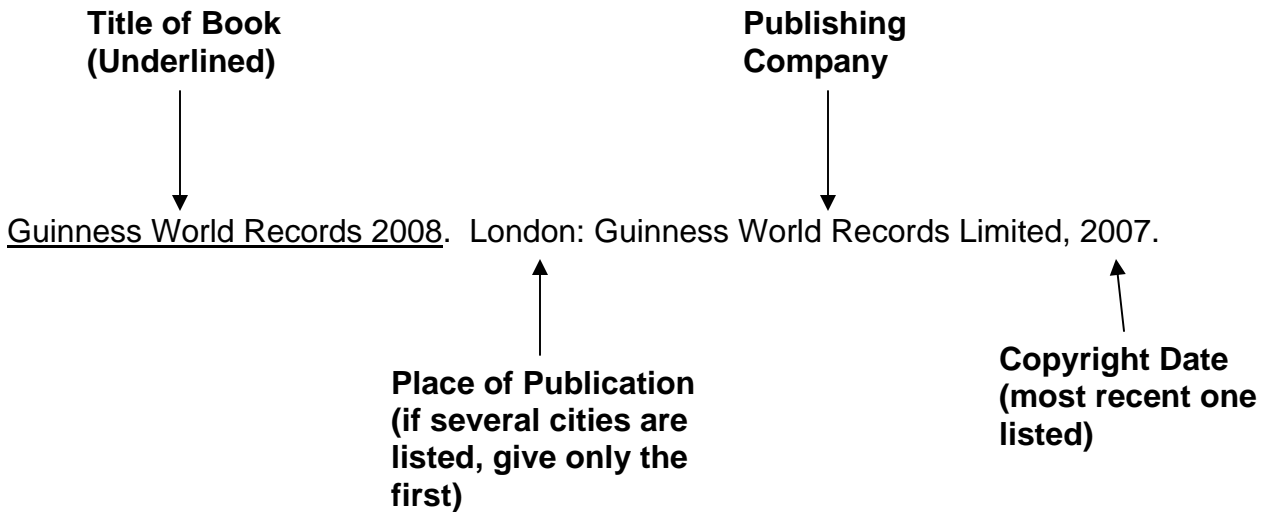 Title of Book
(Underlined)
Publishing
Company
Guinness World Records 2008.  London: Guinness World Records Limited, 2007.
Place of Publication
(if several cities are
listed, give only the
first)
Copyright Date
(most recent one
listed)